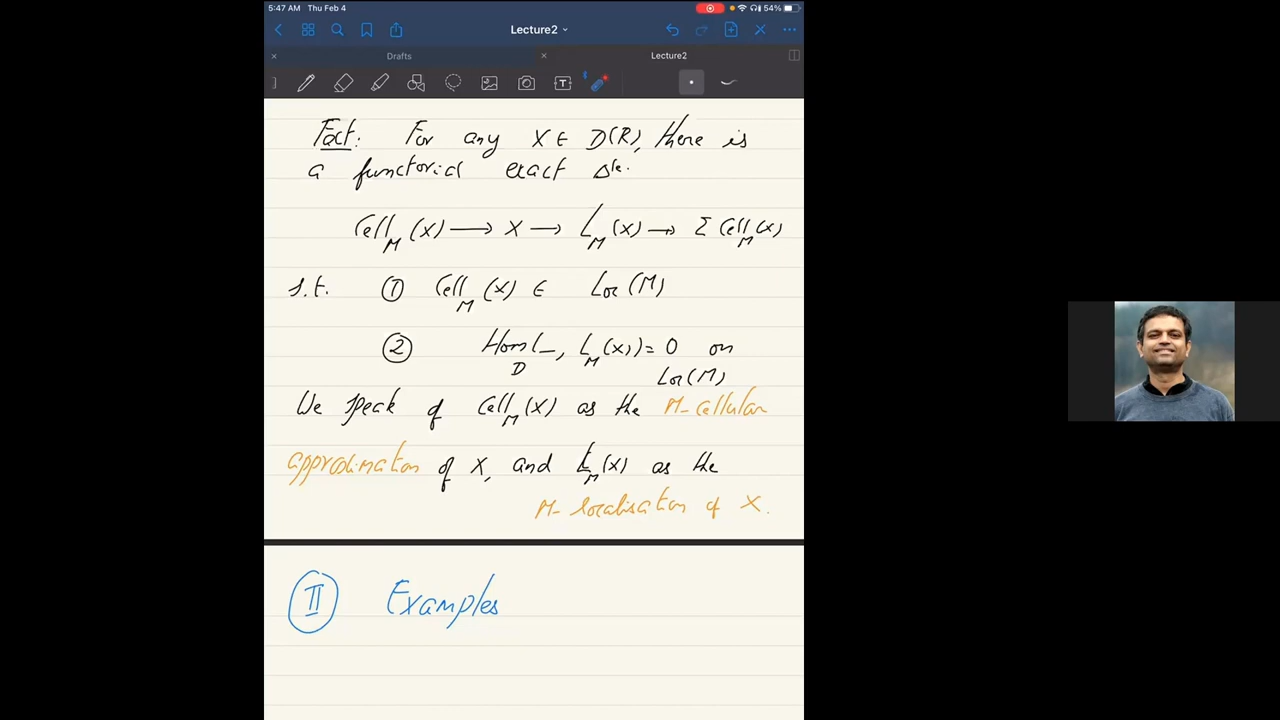 5:47 AM Thu Feb 4
54%
Lecture2
Drafts
Lecture2
T
Fact: For any X ∈ D(R), there is
a functorial exact Δle.
Cell_M (X) → X → L_M (X) → Σ Cell_M (X)
s.t. ① Cell_M (X) ∈ Loc(M)
② Hom_D (–, L_M (X)) = 0 on
Loc(M)
We speak of Cell_M (X) as the M-cellular
approximation of X, and L_M (X) as the
M-localisation of X.
II Examples